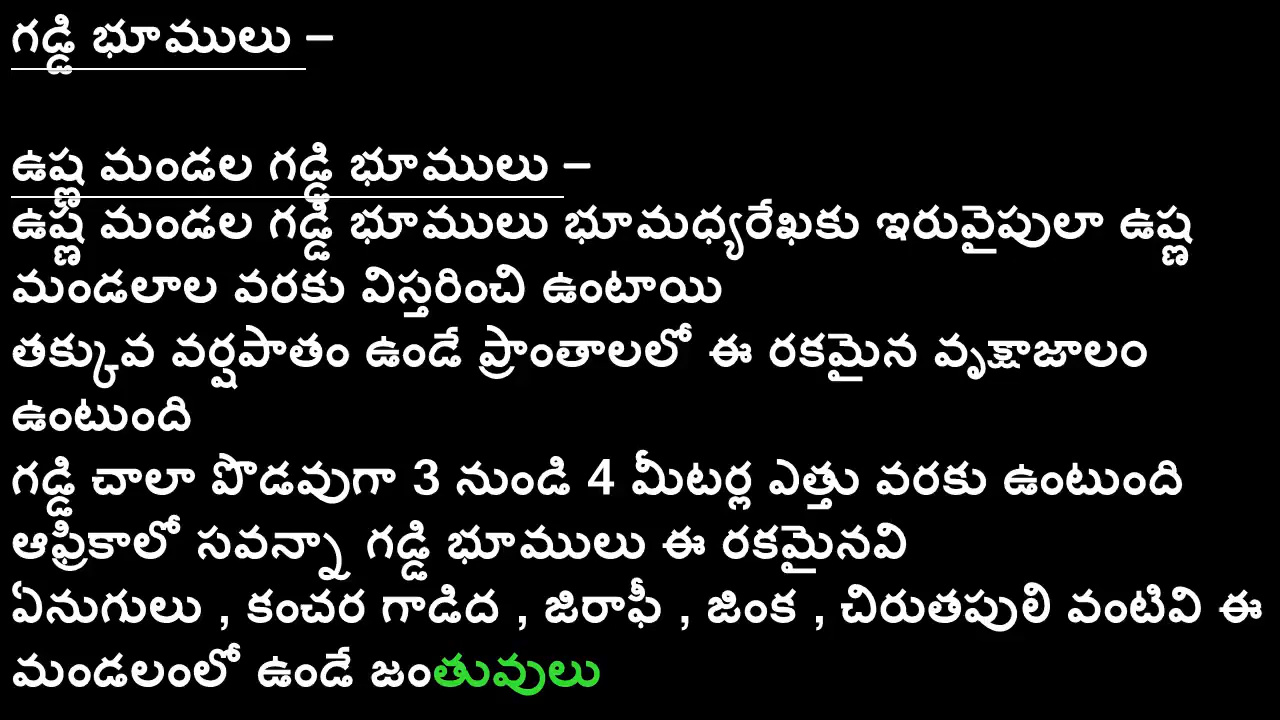 గడ్డి భూములు –
ఉష్ణ మండల గడ్డి భూములు –
ఉష్ణ మండల గడ్డి భూములు భూమధ్యరేఖకు ఇరువైపులా ఉష్ణ
మండలాల వరకు విస్తరించి ఉంటాయి
తక్కువ వర్షపాతం ఉండే ప్రాంతాలలో ఈ రకమైన వృక్షాజాలం
ఉంటుంది
గడ్డి చాలా పొడవుగా 3 నుండి 4 మీటర్ల ఎత్తు వరకు ఉంటుంది
ఆఫ్రికాలో సవన్నా గడ్డి భూములు ఈ రకమైనవి
ఏనుగులు , కంచర గాడిద , జిరాఫీ , జింక , చిరుతపులి వంటివి ఈ
మండలంలో ఉండే జంతువులు